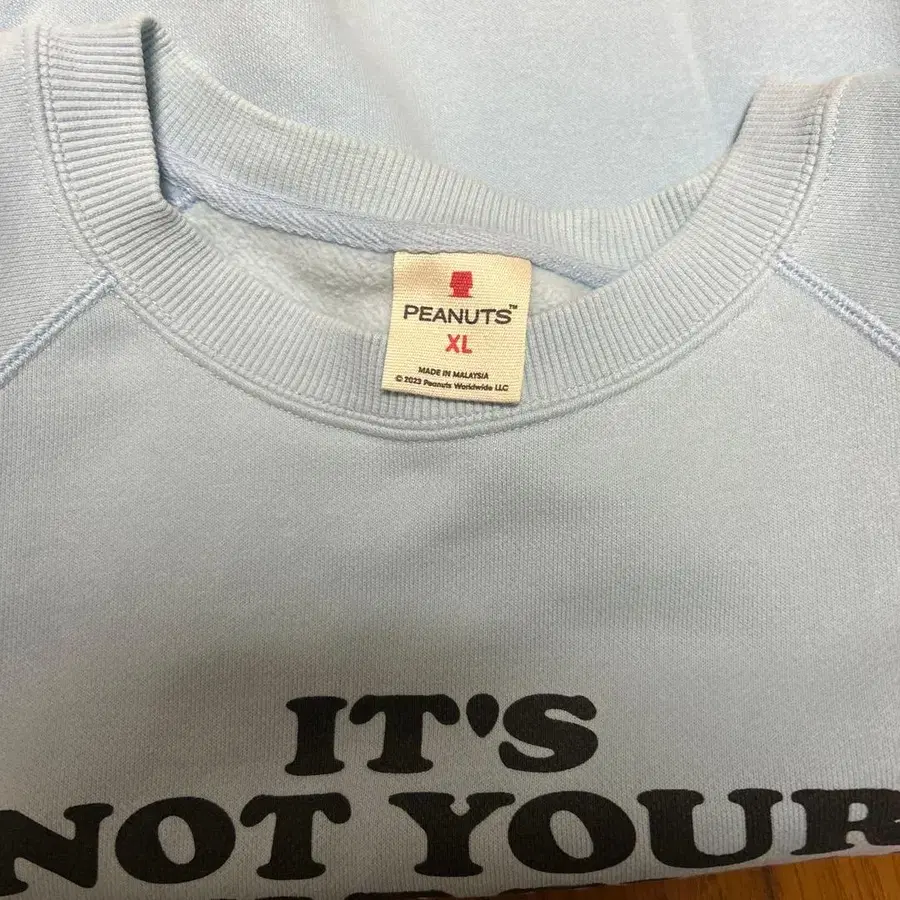 PEANUTS™
XL
MADE IN MALAYSIA
© 2023 Peanuts Worldwide LLC
IT'S
NOT YOUR